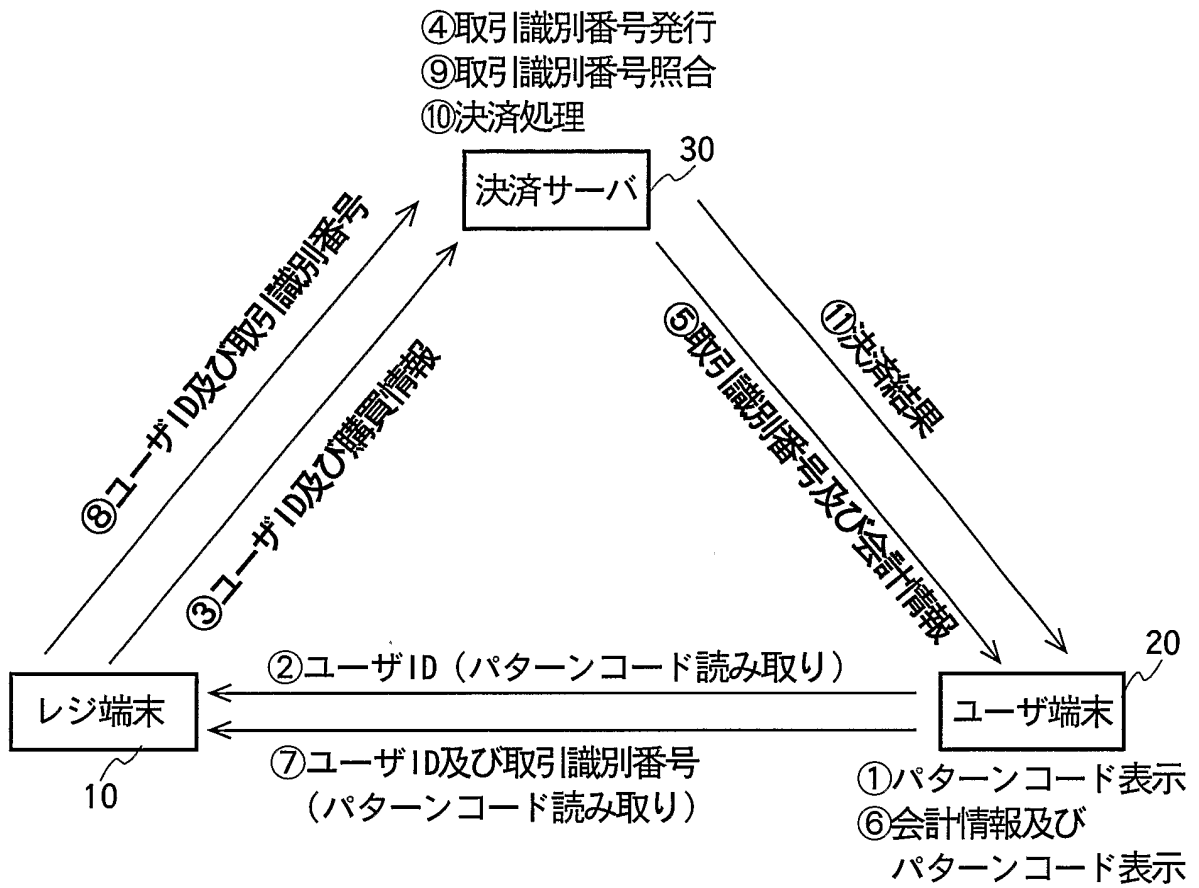 ④取引識別番号発行
⑨取引識別番号照合
⑩決済処理
30
決済サーバ
⑧ユーザID及び取引識別番号
③ユーザID及び購買情報
⑪決済結果
⑤取引識別番号及び会計情報
②ユーザID(パターンコード読み取り)
20
レジ端末
ユーザ端末
10
⑦ユーザID及び取引識別番号
(パターンコード読み取り)
①パターンコード表示
⑥会計情報及び
パターンコード表示